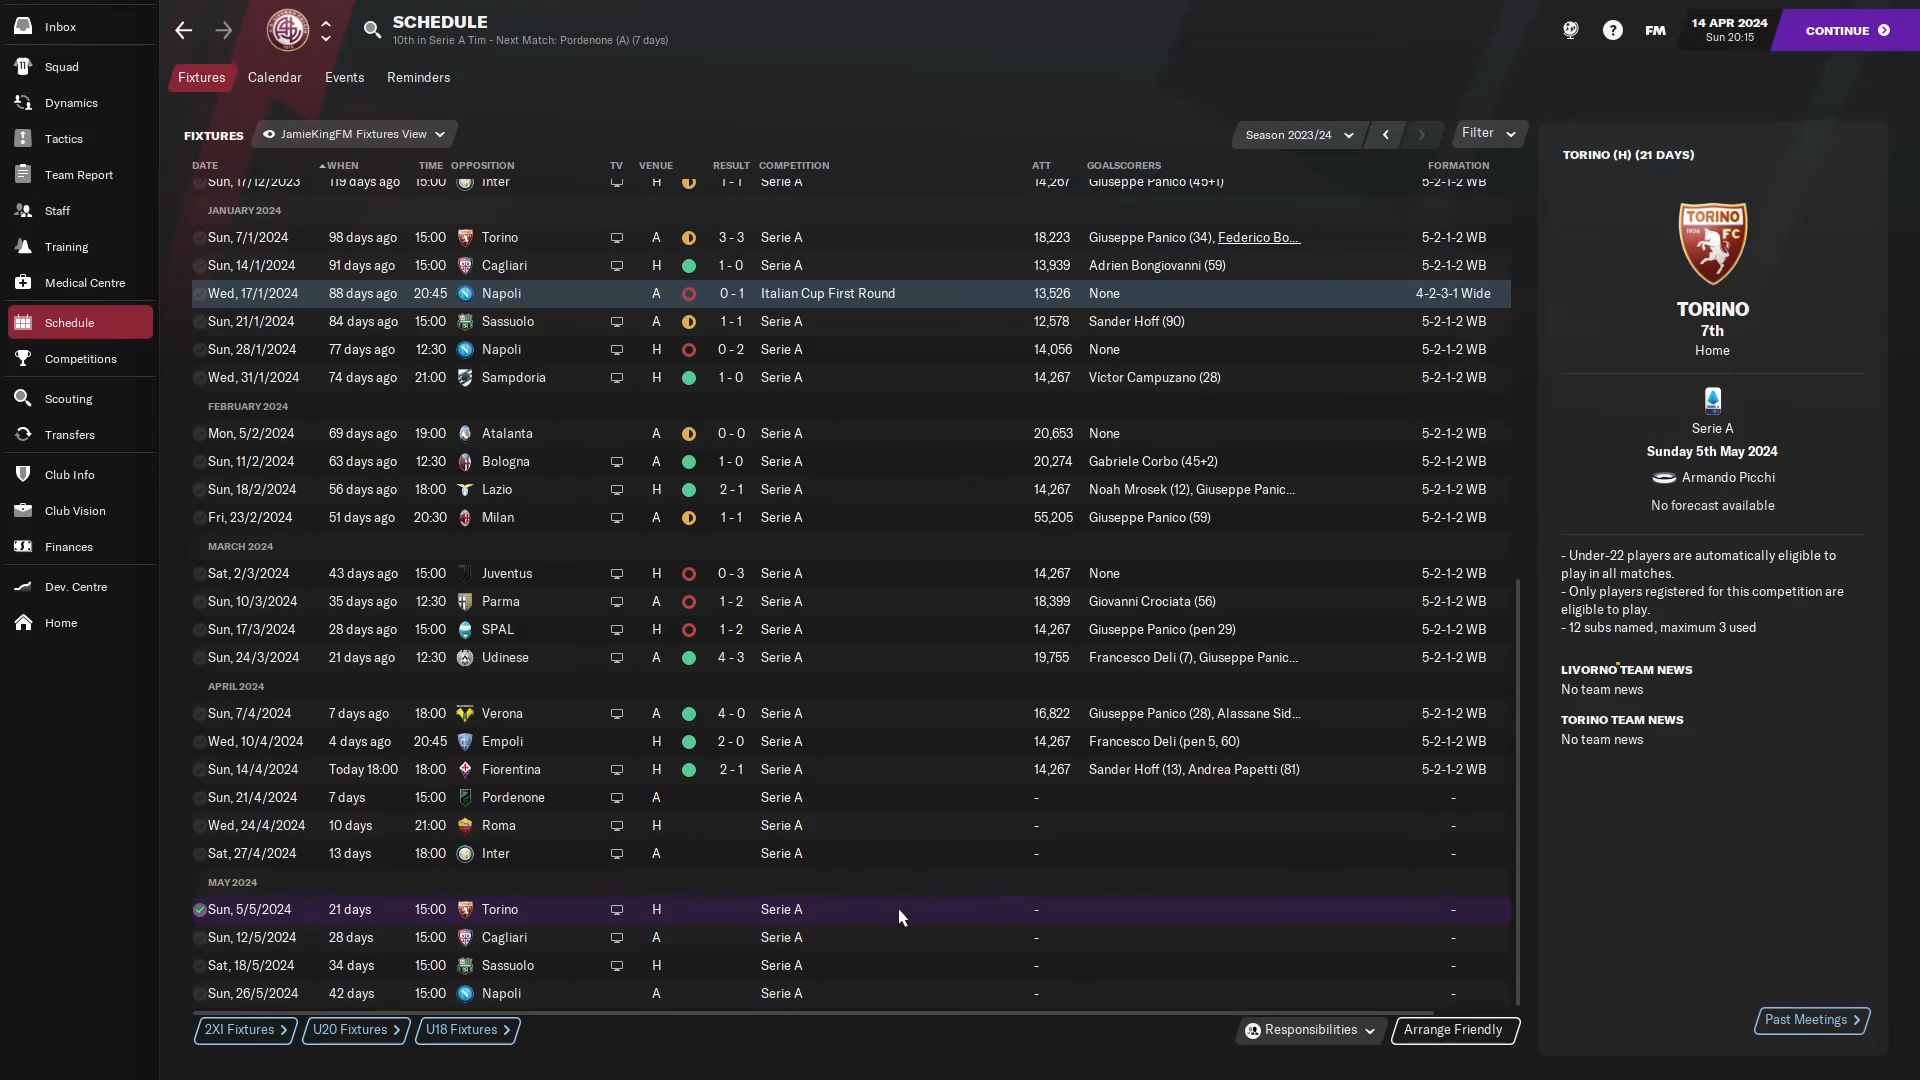 SCHEDULE
10th in Serie A Tim - Next Match: Pordenone (A) (7 days)
FM
14 APR 2024
Sun 20:15
CONTINUE
Inbox
Squad
Dynamics
Tactics
Team Report
Staff
Training
Medical Centre
Schedule
Competitions
Scouting
Transfers
Club Info
Club Vision
Finances
Dev. Centre
Home
Fixtures Calendar Events Reminders
FIXTURES JamieKingFM Fixtures View Season 2023/24 Filter
DATE WHEN TIME OPPOSITION TV VENUE RESULT COMPETITION ATT GOALSCORERS FORMATION
Sun, 17/12/2023 119 days ago 15:00 Inter H 1 - 1 Serie A 14,267 Giuseppe Panico (45+1) 5-2-1-2 WB
JANUARY 2024
Sun, 7/1/2024 98 days ago 15:00 Torino A 3 - 3 Serie A 18,223 Giuseppe Panico (34), Federico Bo... 5-2-1-2 WB
Sun, 14/1/2024 91 days ago 15:00 Cagliari H 1 - 0 Serie A 13,939 Adrien Bongiovanni (59) 5-2-1-2 WB
Wed, 17/1/2024 88 days ago 20:45 Napoli A 0 - 1 Italian Cup First Round 13,526 None 4-2-3-1 Wide
Sun, 21/1/2024 84 days ago 15:00 Sassuolo A 1 - 1 Serie A 12,578 Sander Hoff (90) 5-2-1-2 WB
Sun, 28/1/2024 77 days ago 12:30 Napoli H 0 - 2 Serie A 14,056 None 5-2-1-2 WB
Wed, 31/1/2024 74 days ago 21:00 Sampdoria H 1 - 0 Serie A 14,267 Víctor Campuzano (28) 5-2-1-2 WB
FEBRUARY 2024
Mon, 5/2/2024 69 days ago 19:00 Atalanta A 0 - 0 Serie A 20,653 None 5-2-1-2 WB
Sun, 11/2/2024 63 days ago 12:30 Bologna A 1 - 0 Serie A 20,274 Gabriele Corbo (45+2) 5-2-1-2 WB
Sun, 18/2/2024 56 days ago 18:00 Lazio H 2 - 1 Serie A 14,267 Noah Mrosek (12), Giuseppe Panic... 5-2-1-2 WB
Fri, 23/2/2024 51 days ago 20:30 Milan A 1 - 1 Serie A 55,205 Giuseppe Panico (59) 5-2-1-2 WB
MARCH 2024
Sat, 2/3/2024 43 days ago 15:00 Juventus H 0 - 3 Serie A 14,267 None 5-2-1-2 WB
Sun, 10/3/2024 35 days ago 12:30 Parma A 1 - 2 Serie A 18,399 Giovanni Crociata (56) 5-2-1-2 WB
Sun, 17/3/2024 28 days ago 15:00 SPAL H 1 - 2 Serie A 14,267 Giuseppe Panico (pen 29) 5-2-1-2 WB
Sun, 24/3/2024 21 days ago 12:30 Udinese A 4 - 3 Serie A 19,755 Francesco Deli (7), Giuseppe Panic... 5-2-1-2 WB
APRIL 2024
Sun, 7/4/2024 7 days ago 18:00 Verona A 4 - 0 Serie A 16,822 Giuseppe Panico (28), Alassane Sid... 5-2-1-2 WB
Wed, 10/4/2024 4 days ago 20:45 Empoli H 2 - 0 Serie A 14,267 Francesco Deli (pen 5, 60) 5-2-1-2 WB
Sun, 14/4/2024 Today 18:00 18:00 Fiorentina H 2 - 1 Serie A 14,267 Sander Hoff (13), Andrea Papetti (81) 5-2-1-2 WB
Sun, 21/4/2024 7 days 15:00 Pordenone A Serie A - -
Wed, 24/4/2024 10 days 21:00 Roma H Serie A - -
Sat, 27/4/2024 13 days 18:00 Inter A Serie A - -
MAY 2024
Sun, 5/5/2024 21 days 15:00 Torino H Serie A - -
Sun, 12/5/2024 28 days 15:00 Cagliari A Serie A - -
Sat, 18/5/2024 34 days 15:00 Sassuolo H Serie A - -
Sun, 26/5/2024 42 days 15:00 Napoli A Serie A - -
2XI Fixtures U20 Fixtures U18 Fixtures Responsibilities Arrange Friendly
TORINO (H) (21 DAYS)
TORINO
1906 FC
TORINO
7th
Home
Serie A
Sunday 5th May 2024
Armando Picchi
No forecast available
- Under-22 players are automatically eligible to
play in all matches.
- Only players registered for this competition are
eligible to play.
- 12 subs named, maximum 3 used
LIVORNO TEAM NEWS
No team news
TORINO TEAM NEWS
No team news
Past Meetings